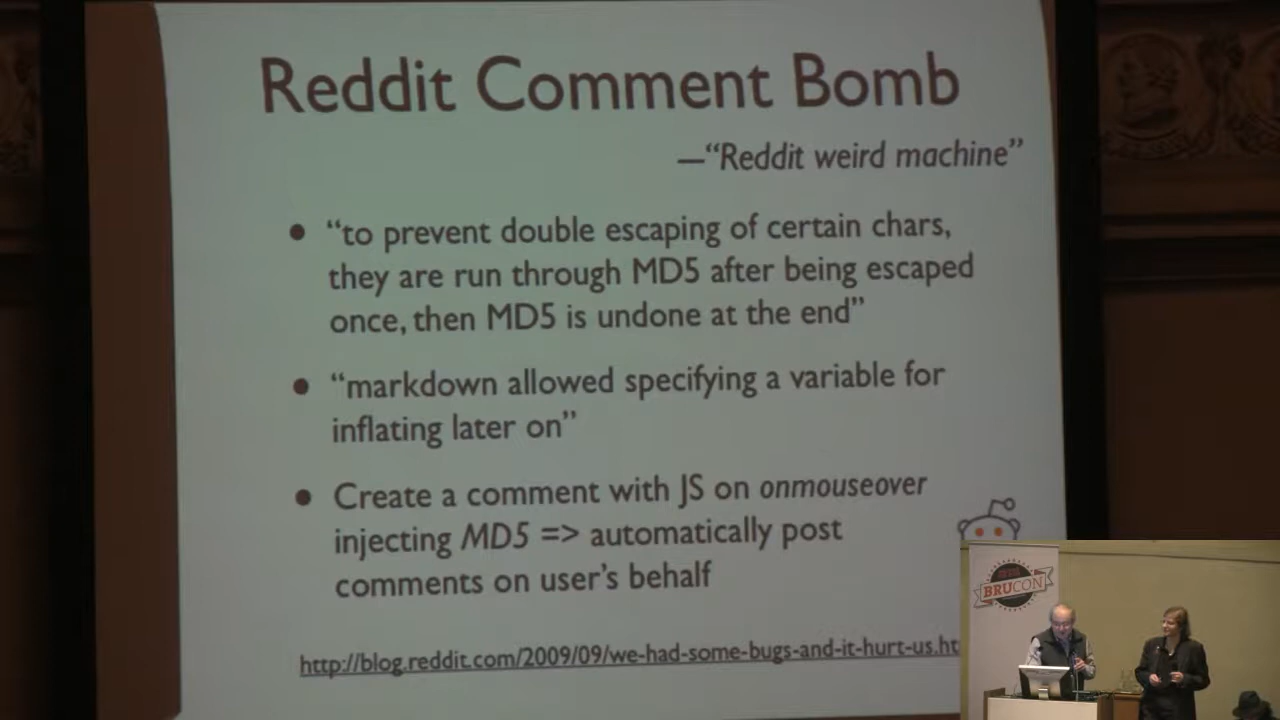 Reddit Comment Bomb
—“Reddit weird machine”
• “to prevent double escaping of certain chars,
they are run through MD5 after being escaped
once, then MD5 is undone at the end”
• “markdown allowed specifying a variable for
inflating later on”
• Create a comment with JS on onmouseover
injecting MD5 => automatically post
comments on user’s behalf
http://blog.reddit.com/2009/09/we-had-some-bugs-and-it-hurt-us.ht
BRUCON